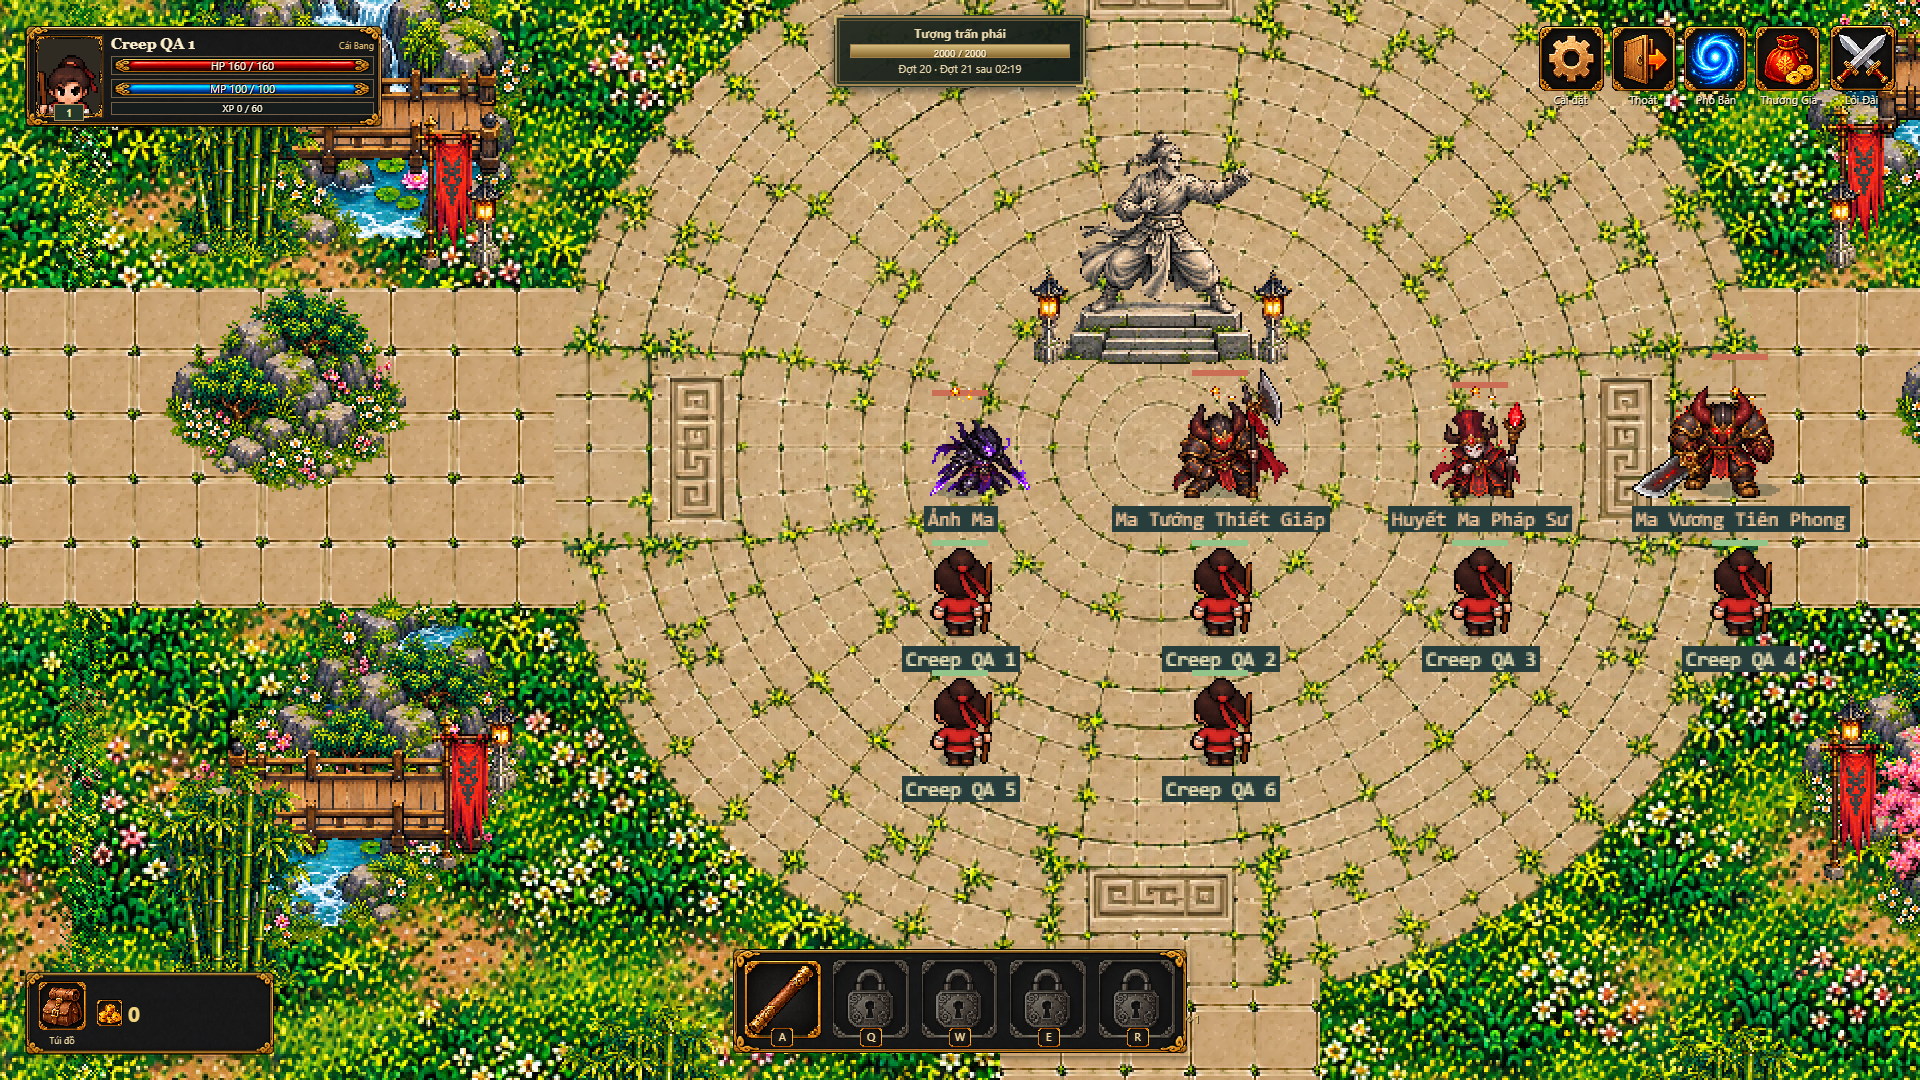 Creep QA 1
Cái Bang
HP 160 / 160
MP 100 / 100
XP 0 / 60
1
Tượng trấn phái
2000 / 2000
Đợt 20 · Đợt 21 sau 02:19
Cài đặt
Thoát
Phó Bản
Thương Gia
Lôi Đài
Ảnh Ma
Ma Tướng Thiết Giáp
Huyết Ma Pháp Sư
Ma Vương Tiên Phong
Creep QA 1
Creep QA 2
Creep QA 3
Creep QA 4
Creep QA 5
Creep QA 6
0
Túi đồ
A
Q
W
E
R